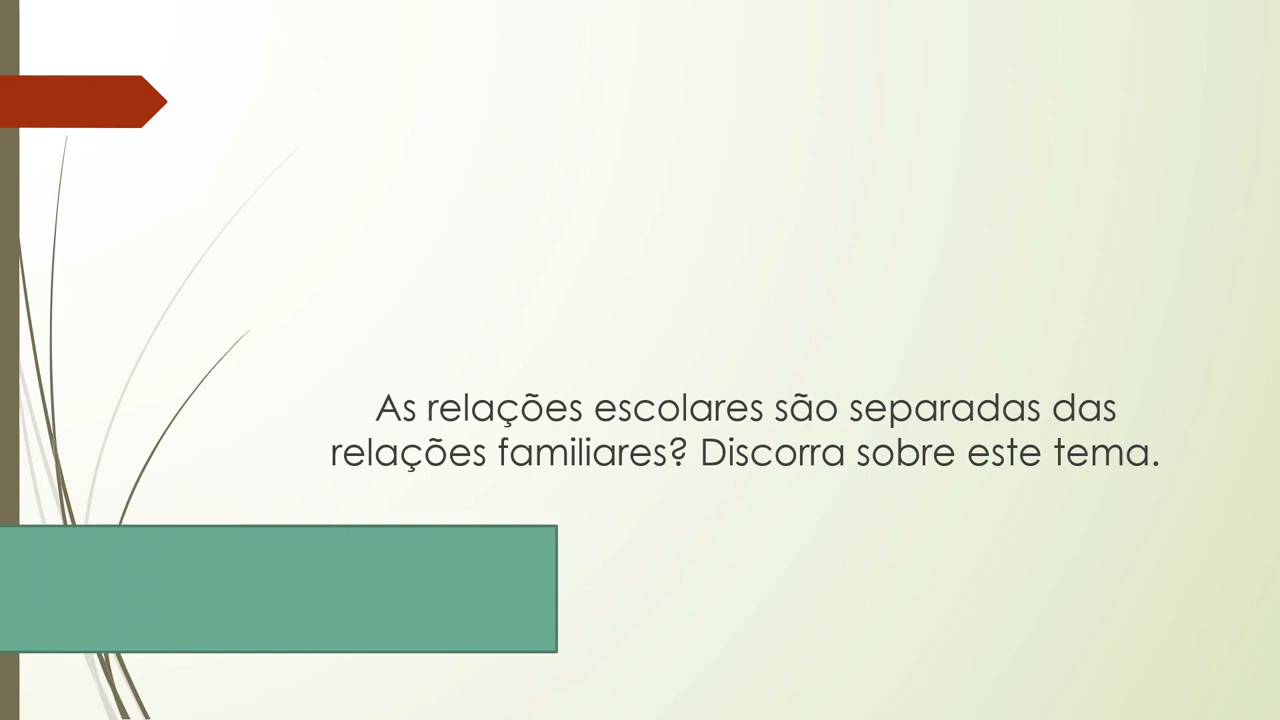 As relações escolares são separadas das
relações familiares? Discorra sobre este tema.